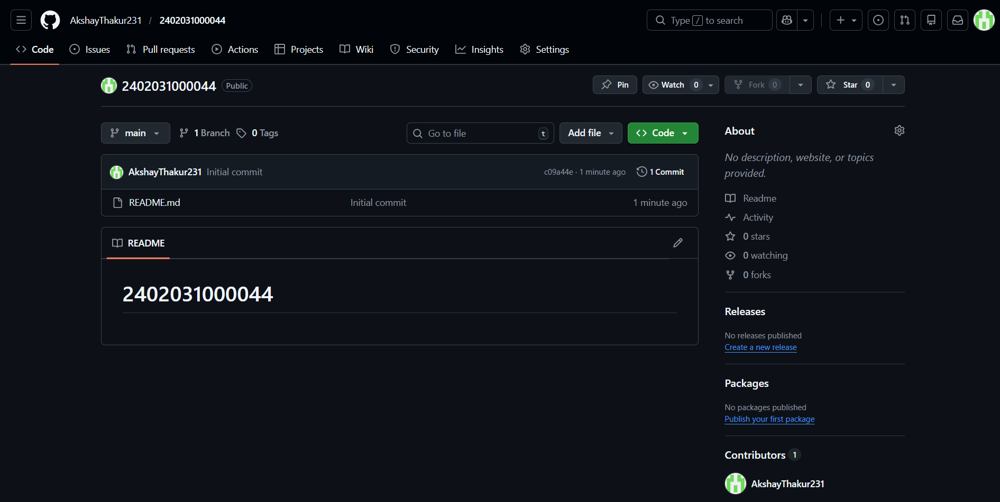 AkshayThakur231 / 2402031000044
Type / to search
Code Issues Pull requests Actions Projects Wiki Security Insights Settings
2402031000044 Public
Pin Watch 0 Fork 0 Star 0
main 1 Branch 0 Tags Go to file t Add file Code
AkshayThakur231 Initial commit c09a44e · 1 minute ago 1 Commit
README.md Initial commit 1 minute ago
README
2402031000044
About
No description, website, or topics
provided.
Readme
Activity
0 stars
0 watching
0 forks
Releases
No releases published
Create a new release
Packages
No packages published
Publish your first package
Contributors 1
AkshayThakur231